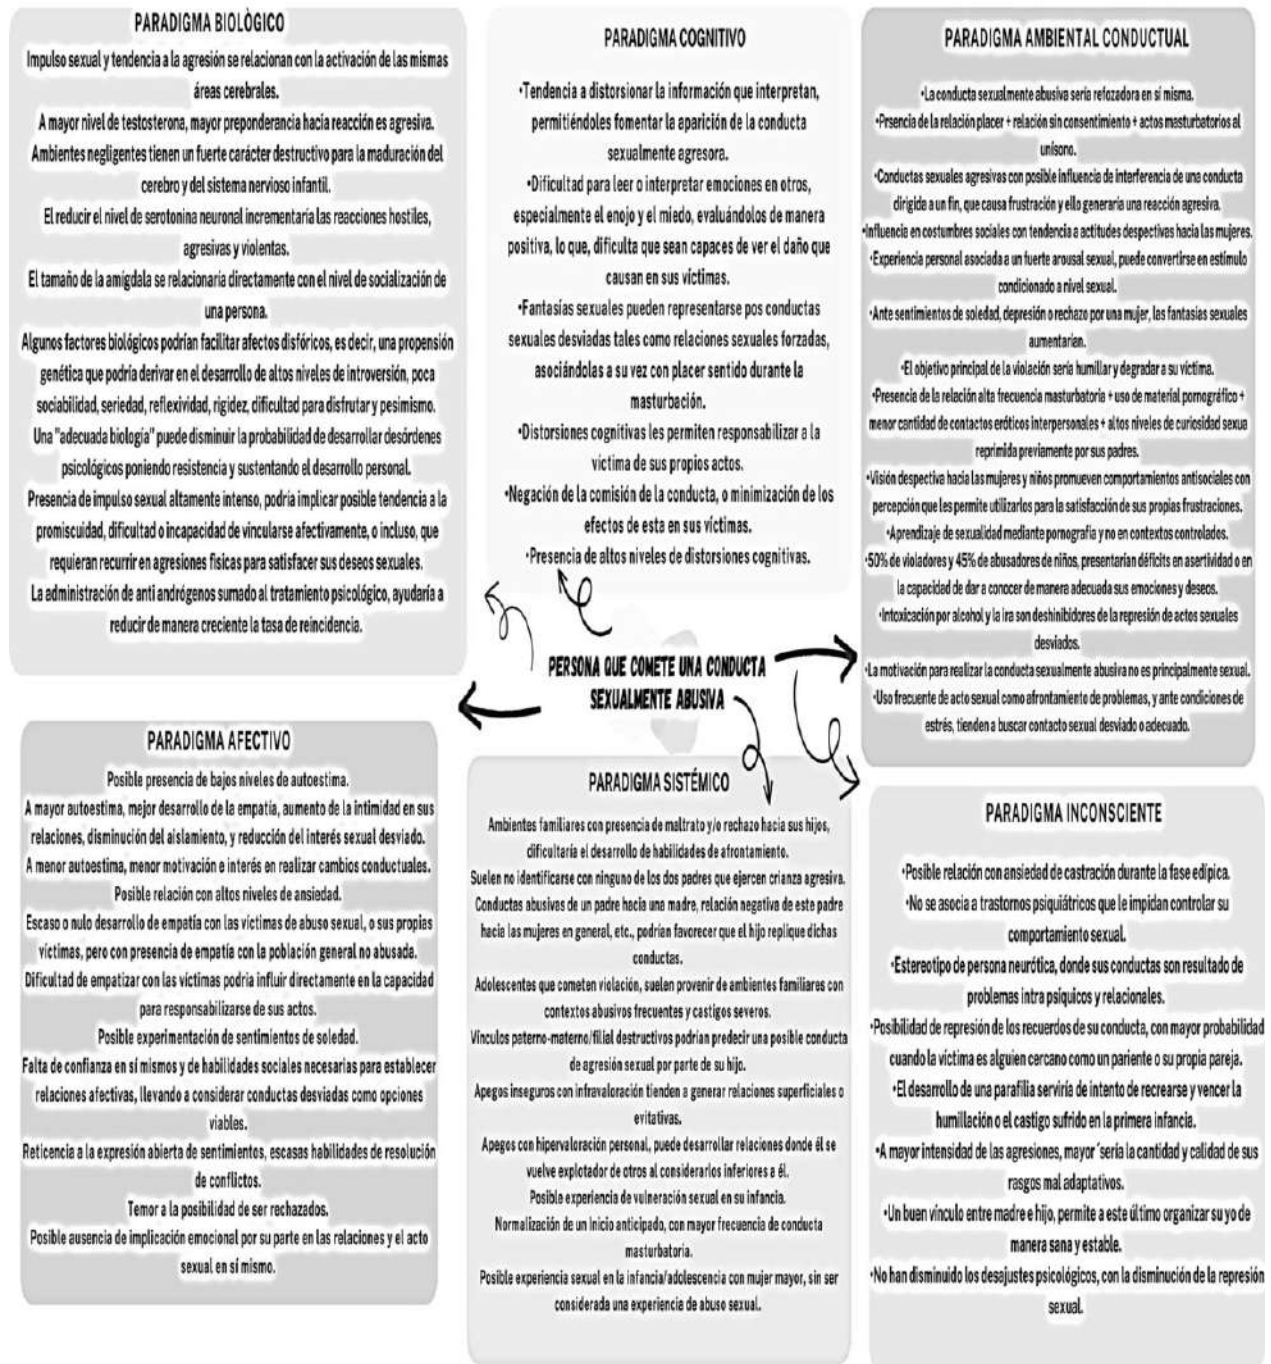 PARADIGMA BIOLÒGICO
Impulso sexual y tendencia a la agresión se relacionan con la activación de las mismas
áreas cerebrales.
A mayor nivel de testosterona, mayor preponderancia hacia reacción es agresiva.
Ambientes negligentes tienen un fuerte carácter destructivo para la maduración del
cerebro y del sistema nervioso infantil.
El reducir el nivel de serotonina neuronal incrementaría las reacciones hostiles,
agresivas y violentas.
El tamaño de la amígdala se relacionaría directamente con el nivel de socialización de
una persona.
Algunos factores biológicos podrían facilitar afectos disfóricos, es decir, una propensión
genética que podría derivar en el desarrollo de altos niveles de introversión, poca
sociabilidad, seriedad, reflexividad, rigidez, dificultad para disfrutar y pesimismo.
Una "adecuada biología" puede disminuir la probabilidad de desarrollar desórdenes
psicológicos poniendo resistencia y sustentando el desarrollo personal.
Presencia de impulso sexual altamente intenso, podría implicar posible tendencia a la
promiscuidad, dificultad o incapacidad de vincularse afectivamente, o incluso, que
requieran recurrir en agresiones físicas para satisfacer sus deseos sexuales.
La administración de anti andrógenos sumado al tratamiento psicológico, ayudaría a
reducir de manera creciente la tasa de reincidencia.
PARADIGMA COGNITIVO
•Tendencia a distorsionar la información que interpretan,
permitiéndoles fomentar la aparición de la conducta
sexualmente agresora.
•Dificultad para leer o interpretar emociones en otros,
especialmente el enojo y el miedo, evaluándolos de manera
positiva, lo que, dificulta que sean capaces de ver el daño que
causan en sus víctimas.
•Fantasías sexuales pueden representarse pos conductas
sexuales desviadas tales como relaciones sexuales forzadas,
asociándolas a su vez con placer sentido durante la
masturbación.
•Distorsiones cognitivas les permiten responsabilizar a la
víctima de sus propios actos.
•Negación de la comisión de la conducta, o minimización de los
efectos de esta en sus víctimas.
•Presencia de altos niveles de distorsiones cognitivas.
PARADIGMA AMBIENTAL CONDUCTUAL
•La conducta sexualmente abusiva sería refozadora en sí misma.
•Prsencia de la relación placer + relación sin consentimiento + actos masturbatorios al
unísono.
•Conductas sexuales agresivas con posible influencia de interferencia de una conducta
dirigida a un fin, que causa frustración y ello generaría una reacción agresiva.
•Influencia en costumbres sociales con tendencia a actitudes despectivas hacia las mujeres.
•Experiencia personal asociada a un fuerte arousal sexual, puede convertirse en estímulo
condicionado a nivel sexual.
•Ante sentimientos de soledad, depresión o rechazo por una mujer, las fantasías sexuales
aumentarían.
•El objetivo principal de la violación sería humillar y degradar a su víctima.
•Presencia de la relación alta frecuencia masturbatoria + uso de material pornográfico +
menor cantidad de contactos eróticos interpersonales + altos niveles de curiosidad sexua
reprimida previamente por sus padres.
•Visión despectiva hacia las mujeres y niños promueven comportamientos antisociales con
percepción que les permite utilizarlos para la satisfacción de sus propias frustraciones.
•Aprendizaje de sexualidad mediante pornografía y no en contextos controlados.
•50% de violadores y 45% de abusadores de niños, presentarían déficits en asertividad o en
la capacidad de dar a conocer de manera adecuada sus emociones y deseos.
•Intoxicación por alcohol y la ira son deshinibidores de la represión de actos sexuales
desviados.
•La motivación para realizar la conducta sexualmente abusiva no es principalmente sexual.
•Uso frecuente de acto sexual como afrontamiento de problemas, y ante condiciones de
estrés, tienden a buscar contacto sexual desviado o adecuado.
PERSONA QUE COMETE UNA CONDUCTA
SEXUALMENTE ABUSIVA
PARADIGMA AFECTIVO
Posible presencia de bajos niveles de autoestima.
A mayor autoestima, mejor desarrollo de la empatía, aumento de la intimidad en sus
relaciones, disminución del aislamiento, y reducción del interés sexual desviado.
A menor autoestima, menor motivación e interés en realizar cambios conductuales.
Posible relación con altos niveles de ansiedad.
Escaso o nulo desarrollo de empatía con las víctimas de abuso sexual, o sus propias
víctimas, pero con presencia de empatía con la población general no abusada.
Dificultad de empatizar con las víctimas podría influir directamente en la capacidad
para responsabilizarse de sus actos.
Posible experimentación de sentimientos de soledad.
Falta de confianza en sí mismos y de habilidades sociales necesarias para establecer
relaciones afectivas, llevando a considerar conductas desviadas como opciones
viables.
Reticencia a la expresión abierta de sentimientos, escasas habilidades de resolución
de conflictos.
Temor a la posibilidad de ser rechazados.
Posible ausencia de implicación emocional por su parte en las relaciones y el acto
sexual en sí mismo.
PARADIGMA SISTÉMICO
Ambientes familiares con presencia de maltrato y/o rechazo hacia sus hijos,
dificultaría el desarrollo de habilidades de afrontamiento.
Suelen no identificarse con ninguno de los dos padres que ejercen crianza agresiva.
Conductas abusivas de un padre hacia una madre, relación negativa de este padre
hacia las mujeres en general, etc., podrían favorecer que el hijo replique dichas
conductas.
Adolescentes que cometen violación, suelen provenir de ambientes familiares con
contextos abusivos frecuentes y castigos severos.
Vínculos paterno-materno/filial destructivos podrían predecir una posible conducta
de agresión sexual por parte de su hijo.
Apegos inseguros con infravaloración tienden a generar relaciones superficiales o
evitativas.
Apegos con hipervaloración personal, puede desarrollar relaciones donde él se
vuelve explotador de otros al considerarlos inferiores a él.
Posible experiencia de vulneración sexual en su infancia.
Normalización de un Inicio anticipado, con mayor frecuencia de conducta
masturbatoria.
Posible experiencia sexual en la infancia/adolescencia con mujer mayor, sin ser
considerada una experiencia de abuso sexual.
PARADIGMA INCONSCIENTE
•Posible relación con ansiedad de castración durante la fase edípica.
•No se asocia a trastornos psiquiátricos que le impidan controlar su
comportamiento sexual.
•Estereotipo de persona neurótica, donde sus conductas son resultado de
problemas intra psíquicos y relacionales.
•Posibilidad de represión de los recuerdos de su conducta, con mayor probabilidad
cuando la víctima es alguien cercano como un pariente o su propia pareja.
•El desarrollo de una parafilia serviría de intento de recrearse y vencer la
humillación o el castigo sufrido en la primera infancia.
•A mayor intensidad de las agresiones, mayor ´sería la cantidad y calidad de sus
rasgos mal adaptativos.
•Un buen vínculo entre madre e hijo, permite a este último organizar su yo de
manera sana y estable.
•No han disminuido los desajustes psicológicos, con la disminución de la represión
sexual.